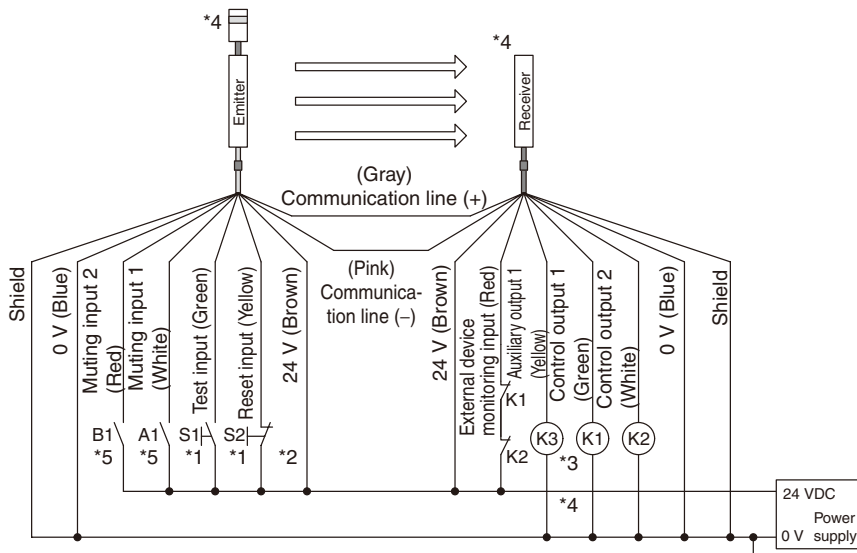 *4
Emitter
*4
Receiver
(Gray)
Communication line (+)
(Pink)
Communica-
tion line (−)
Shield
0 V (Blue)
Muting input 2
(Red)
Muting input 1
(White)
Test input (Green)
Reset input (Yellow)
24 V (Brown)
24 V (Brown)
External device
monitoring input (Red)
Auxiliary output 1
(Yellow)
Control output 1
(Green)
Control output 2
(White)
0 V (Blue)
Shield
B1
*5
A1
*5
S1
*1
S2
*1
*2
K1
K2
K3
*3
K1
K2
*4
24 VDC
Power
supply
0 V